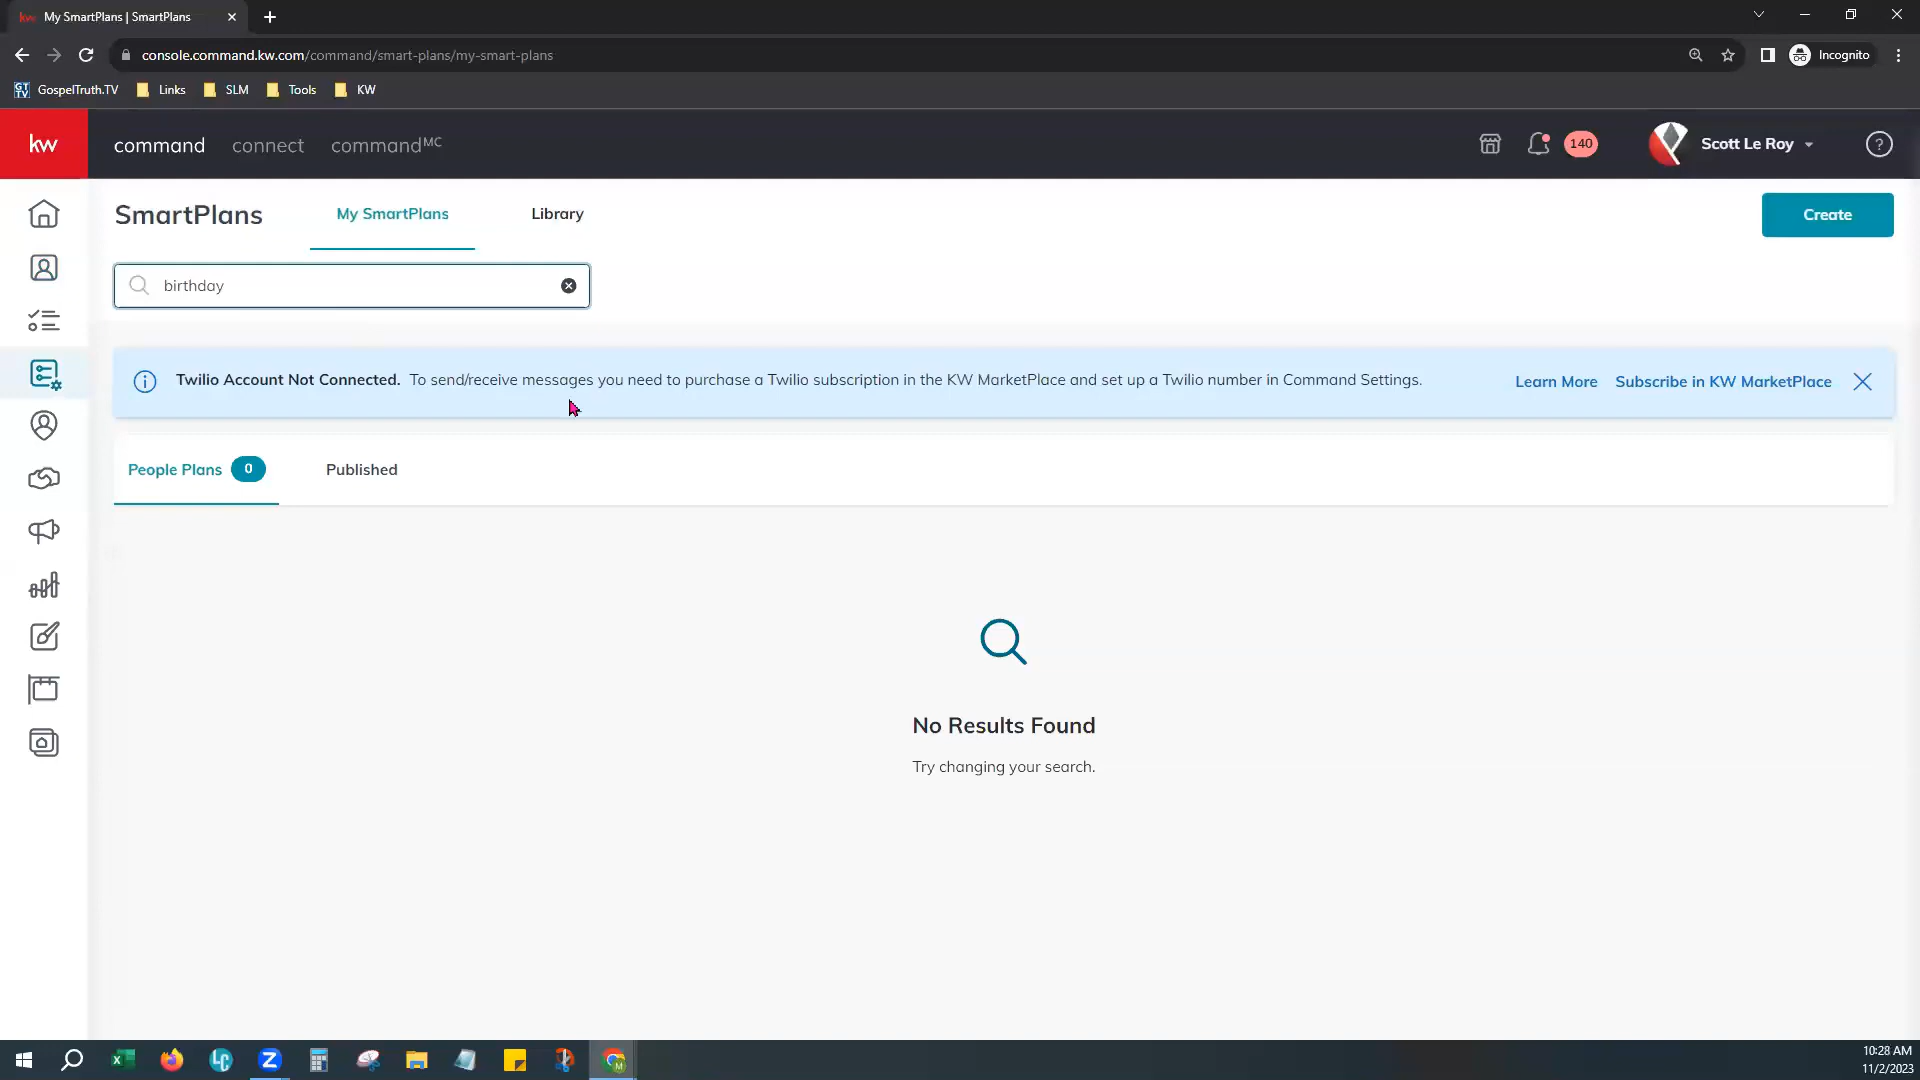 My SmartPlans | SmartPlans
console.command.kw.com/command/smart-plans/my-smart-plans
Incognito
GospelTruth.TV
Links
SLM
Tools
KW
kw
command
connect
commandMC
140
Scott Le Roy
SmartPlans
My SmartPlans
Library
Create
birthday
Twilio Account Not Connected. To send/receive messages you need to purchase a Twilio subscription in the KW MarketPlace and set up a Twilio number in Command Settings.
Learn More
Subscribe in KW MarketPlace
People Plans 0
Published
No Results Found
Try changing your search.
10:28 AM
11/2/2023